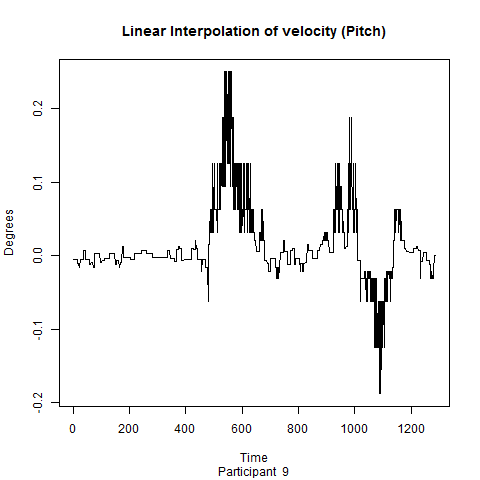 Linear Interpolation of velocity (Pitch)
Degrees
0.2
0.1
0.0
-0.1
-0.2
0 200 400 600 800 1000 1200
Time
Participant 9